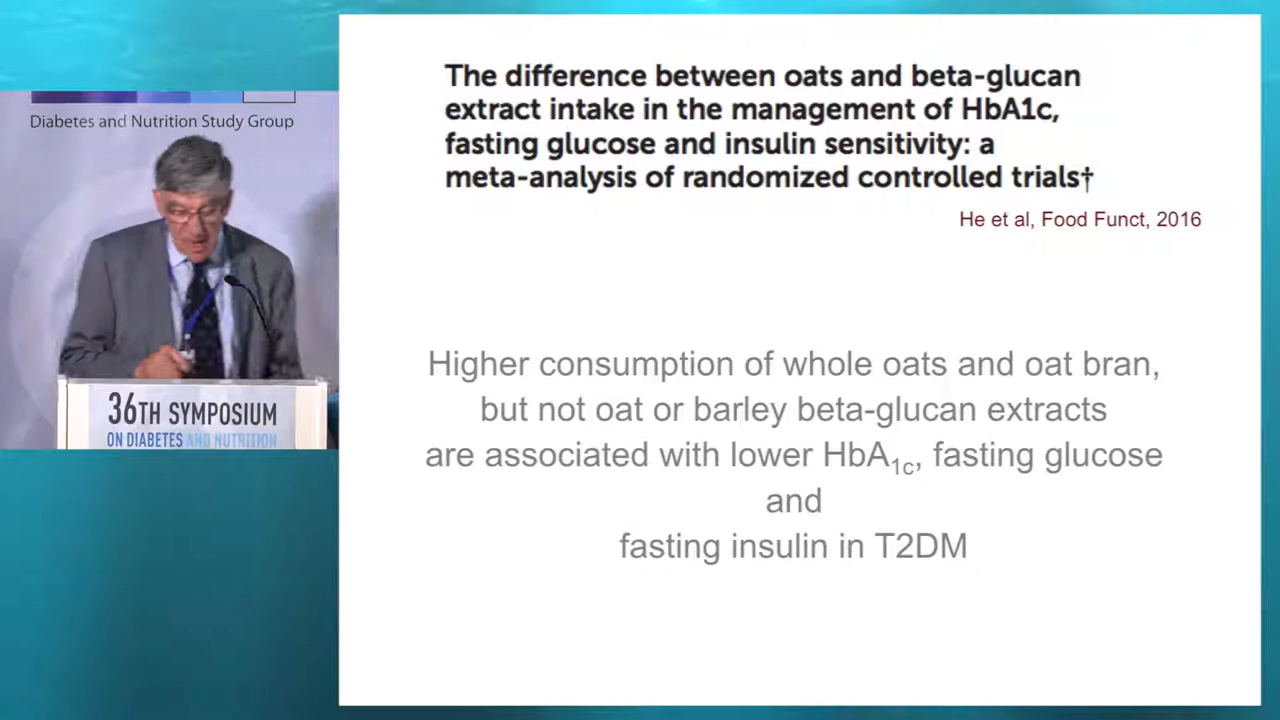 Diabetes and Nutrition Study Group
36TH SYMPOSIUM
ON DIABETES AND NUTRITION
The difference between oats and beta-glucan
extract intake in the management of HbA1c,
fasting glucose and insulin sensitivity: a
meta-analysis of randomized controlled trials†
He et al, Food Funct, 2016
Higher consumption of whole oats and oat bran,
but not oat or barley beta-glucan extracts
are associated with lower HbA1c, fasting glucose
and
fasting insulin in T2DM